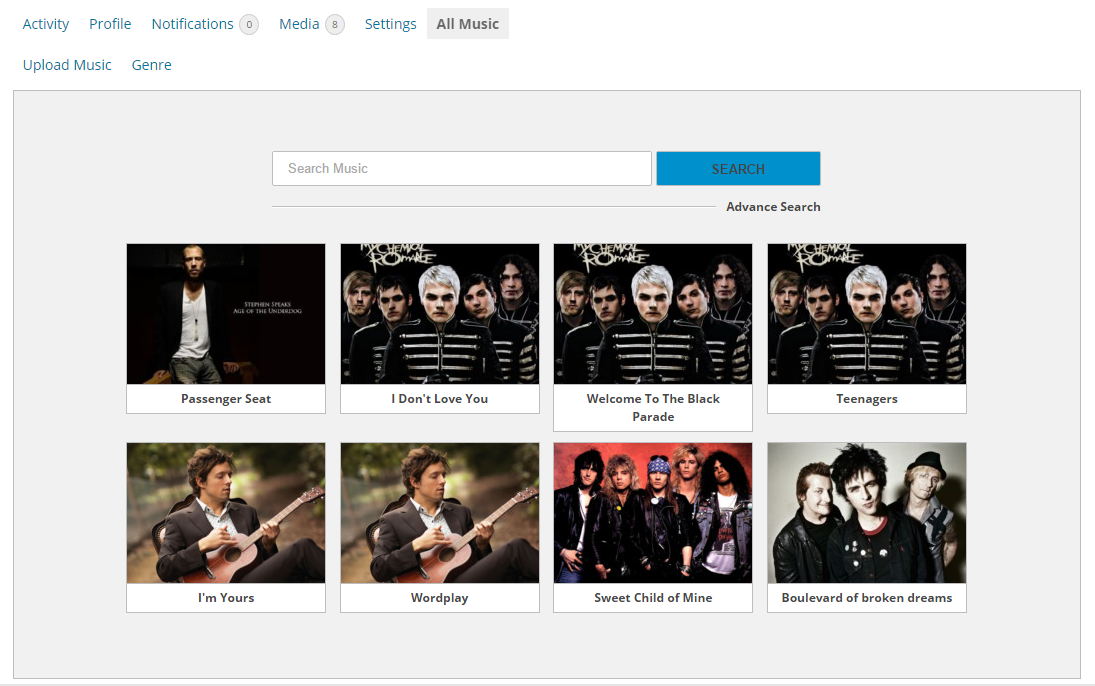 Activity Profile Notifications 0 Media 8 Settings All Music
Upload Music Genre
Search Music SEARCH
Advance Search
STEPHEN SPEAKS
AGE OF THE UNDERDOG
MY CHEMICAL
ROMANCE
MY CHEMICAL
ROMANCE
MY CHEMICAL
ROMANCE
Passenger Seat I Don't Love You Welcome To The Black Teenagers
Parade
I'm Yours Wordplay Sweet Child of Mine Boulevard of broken dreams